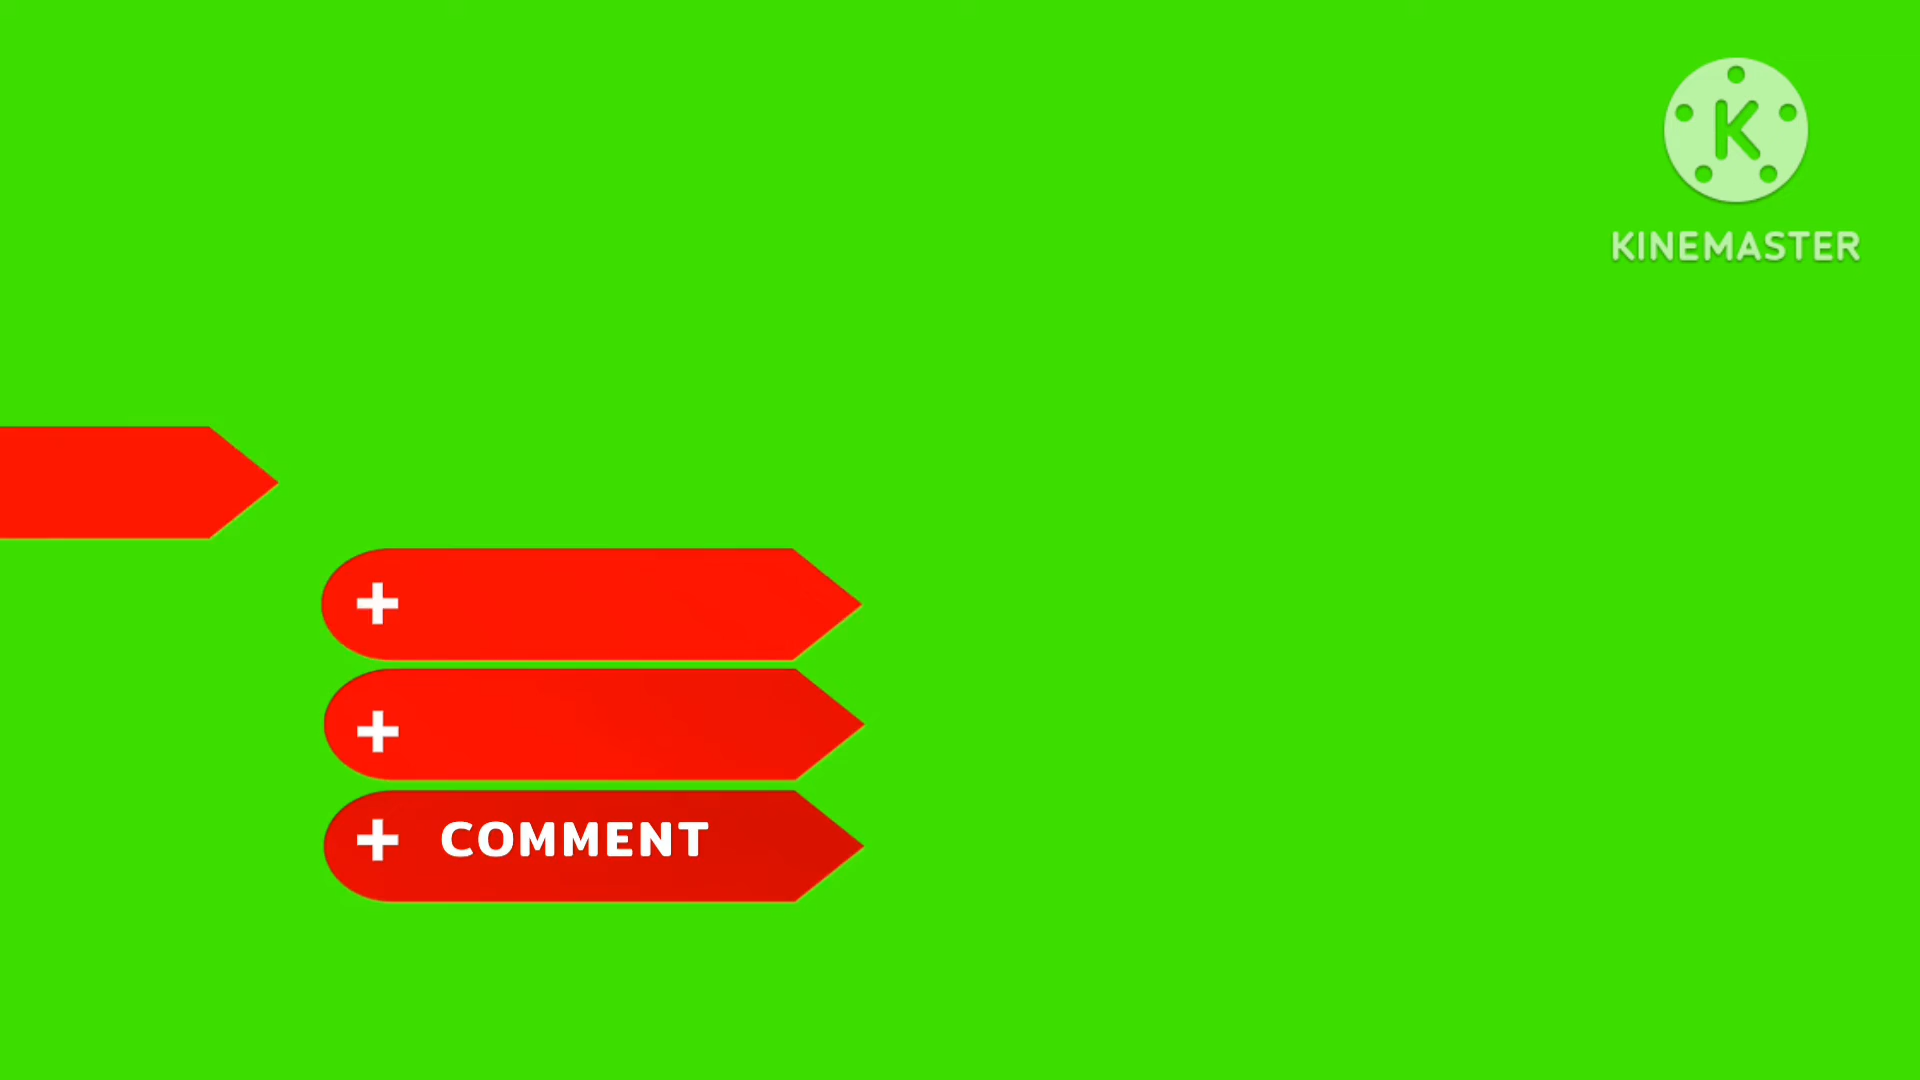 K
KINEMASTER
+
+
+ COMMENT